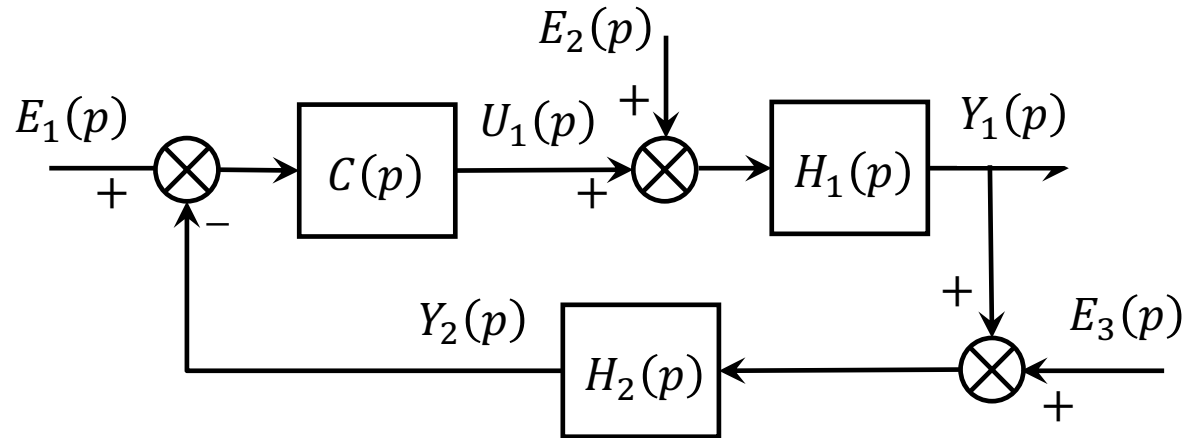 E₂(p)
+
E₁(p)
+
−
C(p)
U₁(p)
+
H₁(p)
Y₁(p)
+
Y₂(p)
H₂(p)
E₃(p)
+